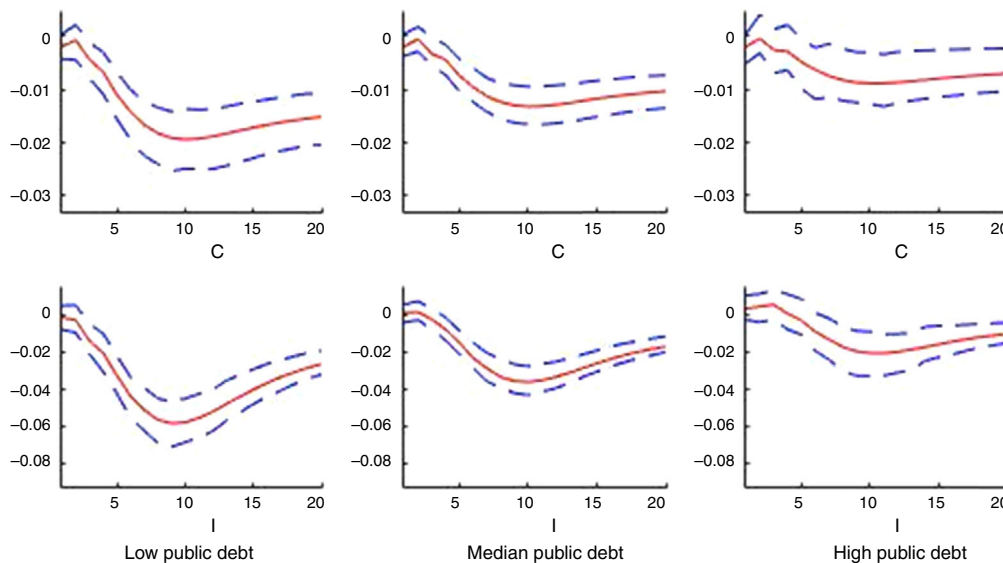 0 0 0
–0.01 –0.01 –0.01
–0.02 –0.02 –0.02
–0.03 –0.03 –0.03
5 10 15 20 5 10 15 20 5 10 15 20
C C C
0 0 0
–0.02 –0.02 –0.02
–0.04 –0.04 –0.04
–0.06 –0.06 –0.06
–0.08 –0.08 –0.08
5 10 15 20 5 10 15 20 5 10 15 20
I I I
Low public debt Median public debt High public debt